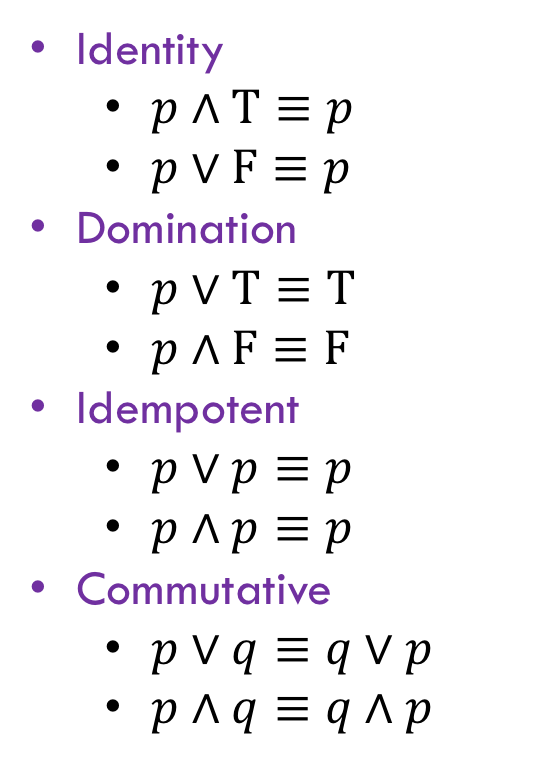 • Identity
• p ∧ T ≡ p
• p ∨ F ≡ p
• Domination
• p ∨ T ≡ T
• p ∧ F ≡ F
• Idempotent
• p ∨ p ≡ p
• p ∧ p ≡ p
• Commutative
• p ∨ q ≡ q ∨ p
• p ∧ q ≡ q ∧ p